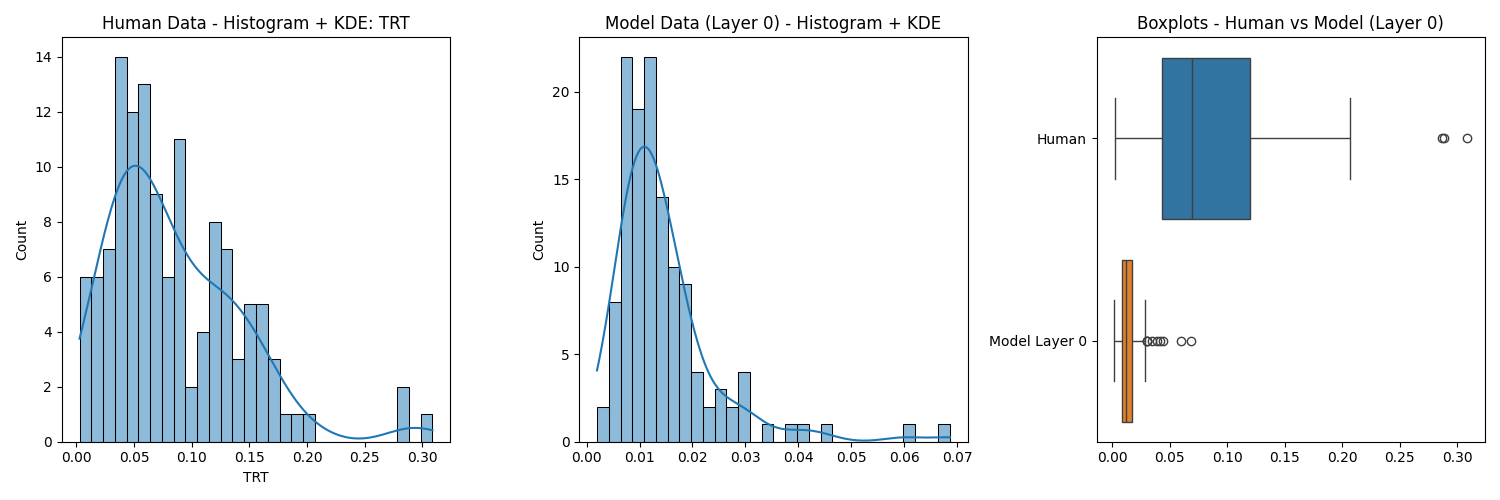 Human Data - Histogram + KDE: TRT
Count
14
12
10
8
6
4
2
0
0.00 0.05 0.10 0.15 0.20 0.25 0.30
TRT
Model Data (Layer 0) - Histogram + KDE
Count
20
15
10
5
0
0.00 0.01 0.02 0.03 0.04 0.05 0.06 0.07
Boxplots - Human vs Model (Layer 0)
Human
Model Layer 0
0.00 0.05 0.10 0.15 0.20 0.25 0.30